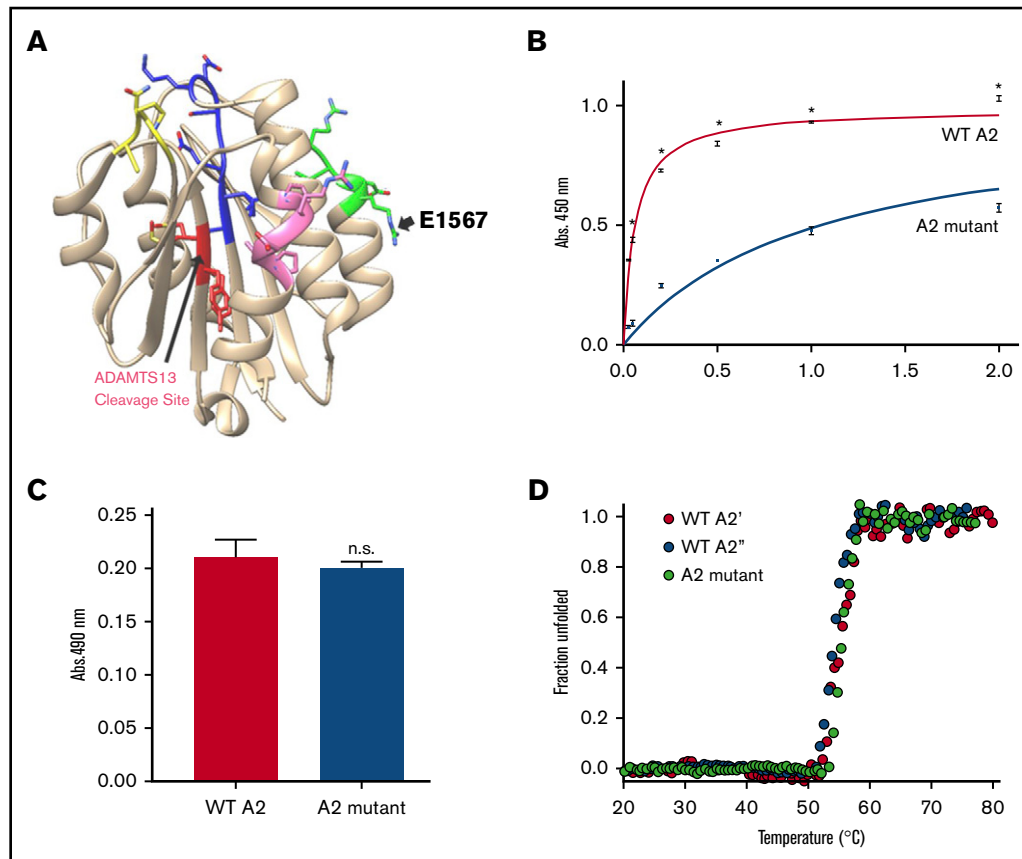 A
E1567
ADAMTS13
Cleavage Site
B
Abs. 450 nm
1.0
0.5
0.0
0.0
0.5
1.0
1.5
2.0
*
*
*
*
*
WT A2
A2 mutant
C
Abs.490 nm
0.25
0.20
0.15
0.10
0.05
0.00
n.s.
WT A2
A2 mutant
D
Fraction unfolded
1.0
0.8
0.6
0.4
0.2
0.0
WT A2'
WT A2"
A2 mutant
20
30
40
50
60
70
80
Temperature (°C)